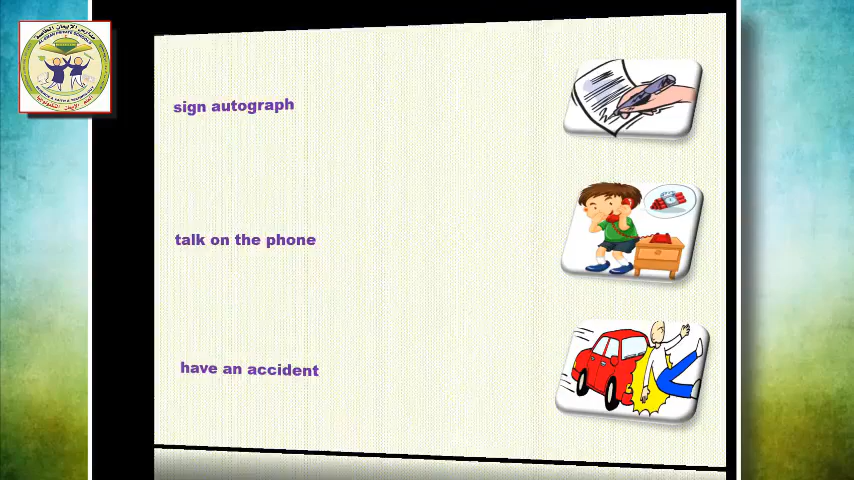 sign autograph
talk on the phone
have an accident